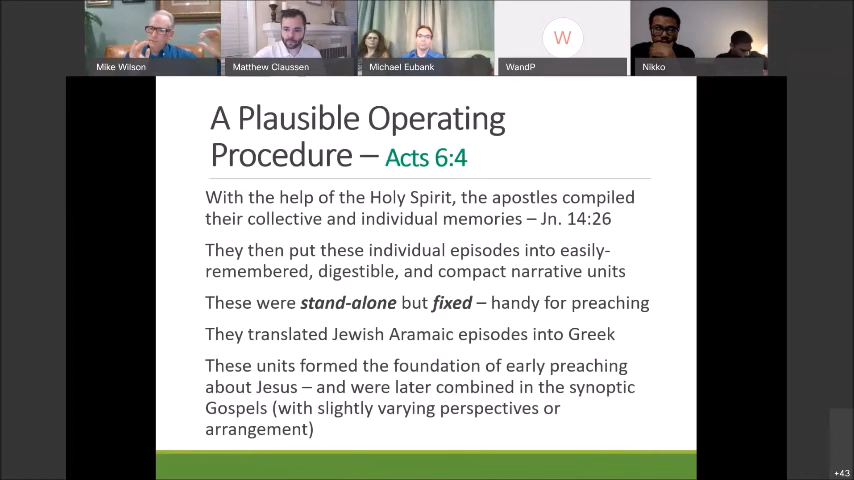 W
Mike Wilson
Matthew Claussen
Michael Eubank
WandP
Nikko
A Plausible Operating
Procedure – Acts 6:4
With the help of the Holy Spirit, the apostles compiled
their collective and individual memories – Jn. 14:26
They then put these individual episodes into easily-
remembered, digestible, and compact narrative units
These were stand-alone but fixed – handy for preaching
They translated Jewish Aramaic episodes into Greek
These units formed the foundation of early preaching
about Jesus – and were later combined in the synoptic
Gospels (with slightly varying perspectives or
arrangement)
+43